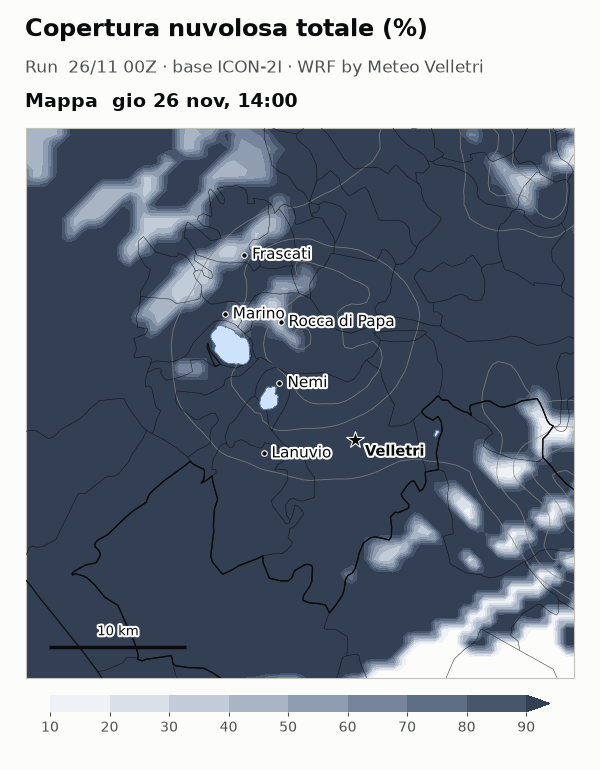 Copertura nuvolosa totale (%)
Run  26/11 00Z · base ICON-2I · WRF by Meteo Velletri
Mappa  gio 26 nov, 14:00
Frascati
Marino
Rocca di Papa
Nemi
Velletri
Lanuvio
10 km
10 20 30 40 50 60 70 80 90